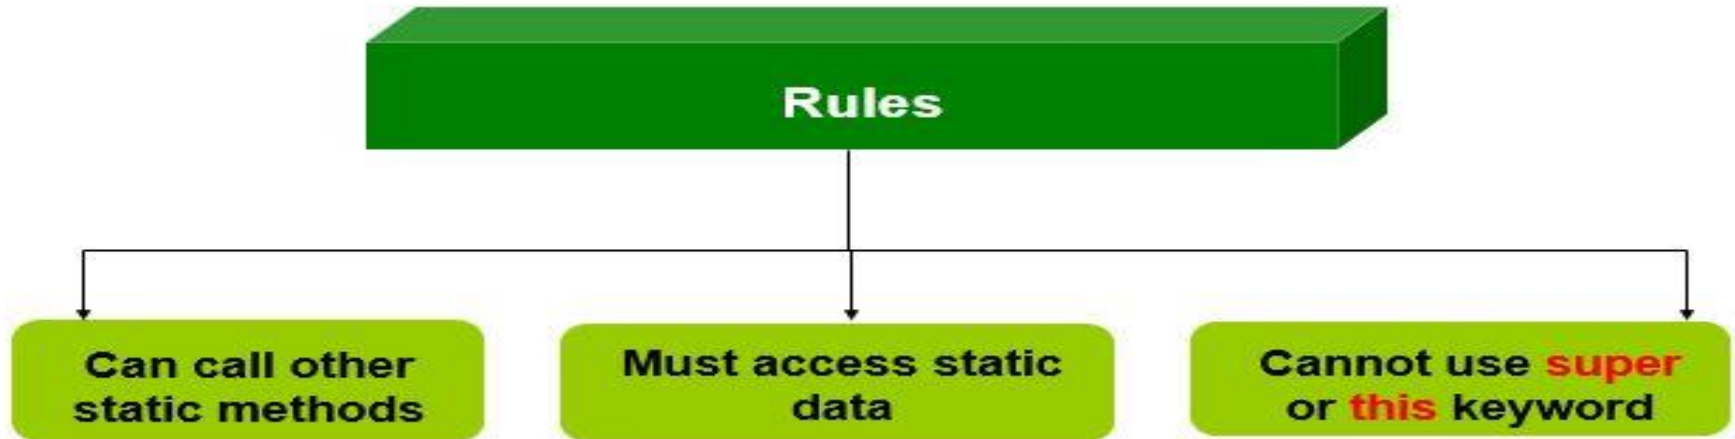 Rules
Can call other
static methods
Must access static
data
Cannot use super
or this keyword